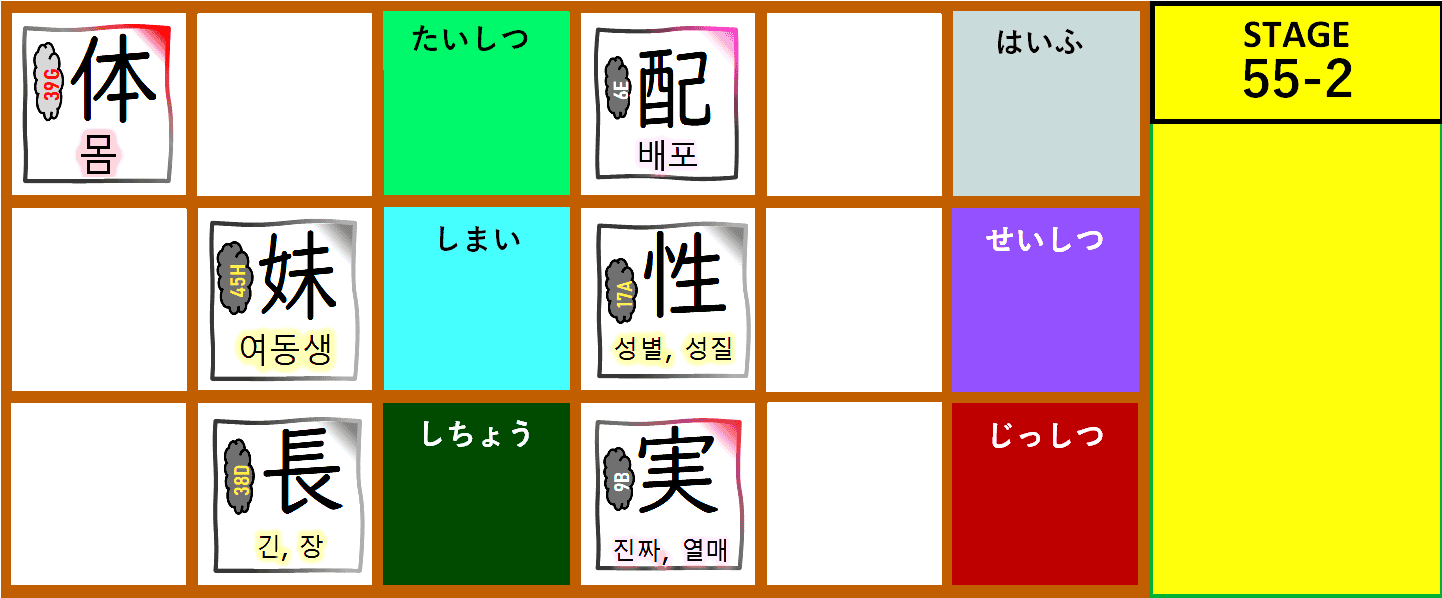 39G 体 몸
たいしつ
6E 配 배포
はいふ
STAGE
55-2
45H 妹 여동생
しまい
17A 性 성별, 성질
せいしつ
38D 長 긴, 장
しちょう
9B 実 진짜, 열매
じっしつ